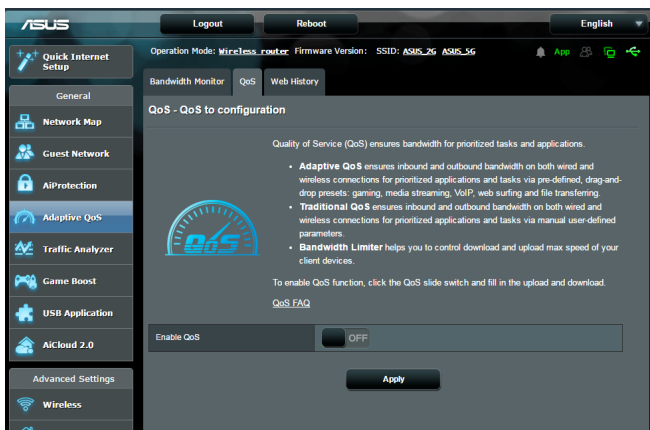 ASUS
Logout
Reboot
English
Quick Internet
Setup
Operation Mode: Wireless router Firmware Version: SSID: ASUS_2G ASUS_5G
App
Bandwidth Monitor
QoS
Web History
General
Network Map
Guest Network
AiProtection
Adaptive QoS
Traffic Analyzer
Game Boost
USB Application
AiCloud 2.0
Advanced Settings
Wireless
QoS - QoS to configuration
QoS
Quality of Service (QoS) ensures bandwidth for prioritized tasks and applications.
• Adaptive QoS ensures inbound and outbound bandwidth on both wired and
wireless connections for prioritized applications and tasks via pre-defined, drag-and-
drop presets: gaming, media streaming, VoIP, web surfing and file transferring.
• Traditional QoS ensures inbound and outbound bandwidth on both wired and
wireless connections for prioritized applications and tasks via manual user-defined
parameters.
• Bandwidth Limiter helps you to control download and upload max speed of your
client devices.
To enable QoS function, click the QoS slide switch and fill in the upload and download.
QoS FAQ
Enable QoS
OFF
Apply